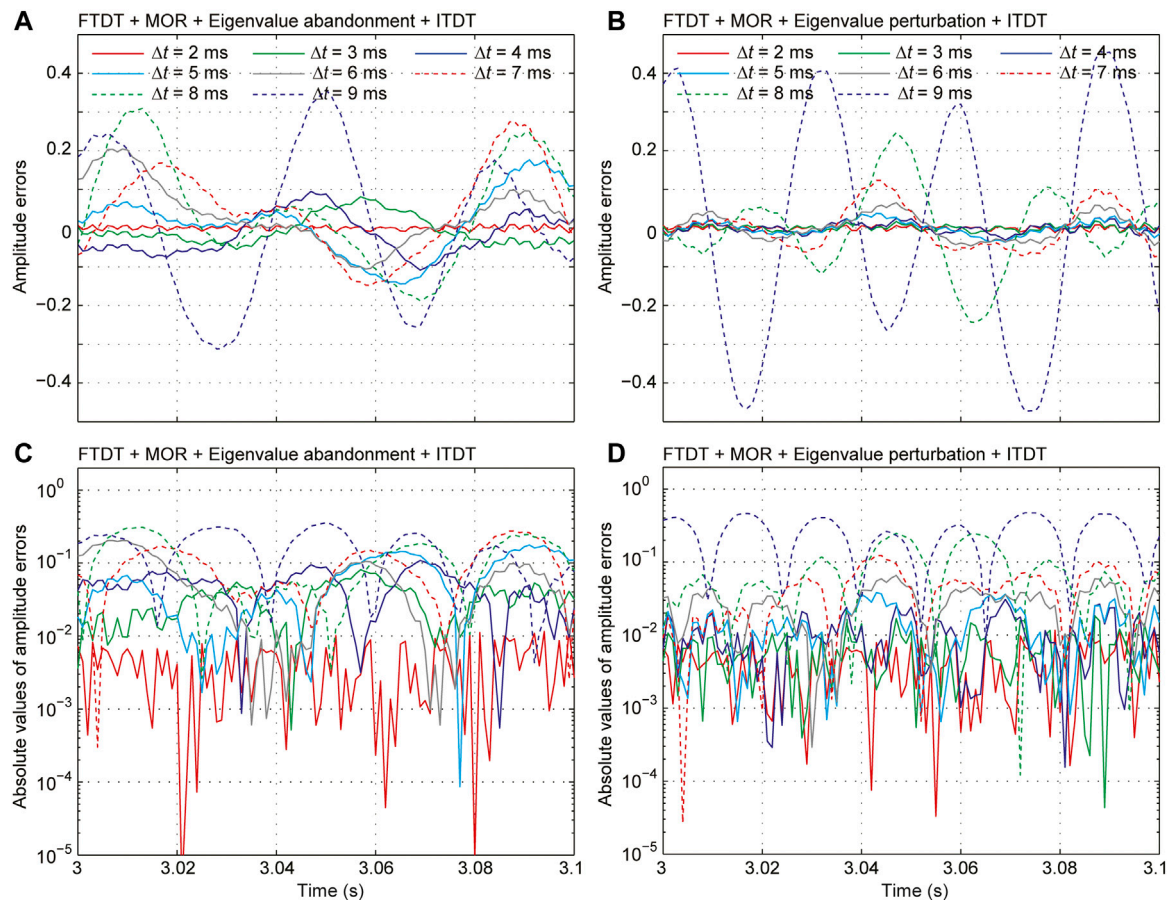 A
FTDT + MOR + Eigenvalue abandonment + ITDT
Δt = 2 ms
Δt = 3 ms
Δt = 4 ms
Δt = 5 ms
Δt = 6 ms
Δt = 7 ms
Δt = 8 ms
Δt = 9 ms
Amplitude errors
0.4
0.2
0
−0.2
−0.4
B
FTDT + MOR + Eigenvalue perturbation + ITDT
Δt = 2 ms
Δt = 3 ms
Δt = 4 ms
Δt = 5 ms
Δt = 6 ms
Δt = 7 ms
Δt = 8 ms
Δt = 9 ms
Amplitude errors
0.4
0.2
0
−0.2
−0.4
C
FTDT + MOR + Eigenvalue abandonment + ITDT
Absolute values of amplitude errors
10⁰
10⁻¹
10⁻²
10⁻³
10⁻⁴
10⁻⁵
3
3.02
3.04
3.06
3.08
3.1
Time (s)
D
FTDT + MOR + Eigenvalue perturbation + ITDT
Absolute values of amplitude errors
10⁰
10⁻¹
10⁻²
10⁻³
10⁻⁴
10⁻⁵
3
3.02
3.04
3.06
3.08
3.1
Time (s)